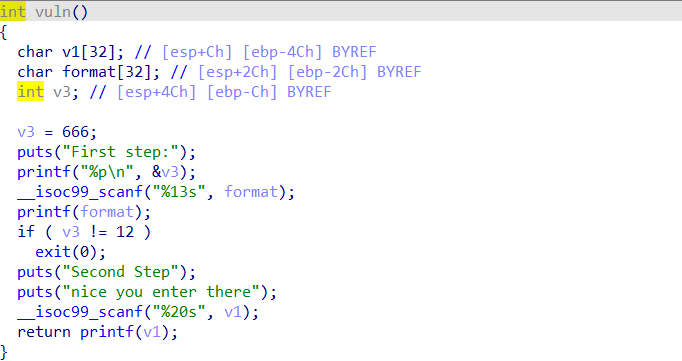 int vuln()
{
  char v1[32]; // [esp+Ch] [ebp-4Ch] BYREF
  char format[32]; // [esp+2Ch] [ebp-2Ch] BYREF
  int v3; // [esp+4Ch] [ebp-Ch] BYREF

  v3 = 666;
  puts("First step:");
  printf("%p\n", &v3);
  __isoc99_scanf("%13s", format);
  printf(format);
  if ( v3 != 12 )
    exit(0);
  puts("Second Step");
  puts("nice you enter there");
  __isoc99_scanf("%20s", v1);
  return printf(v1);
}